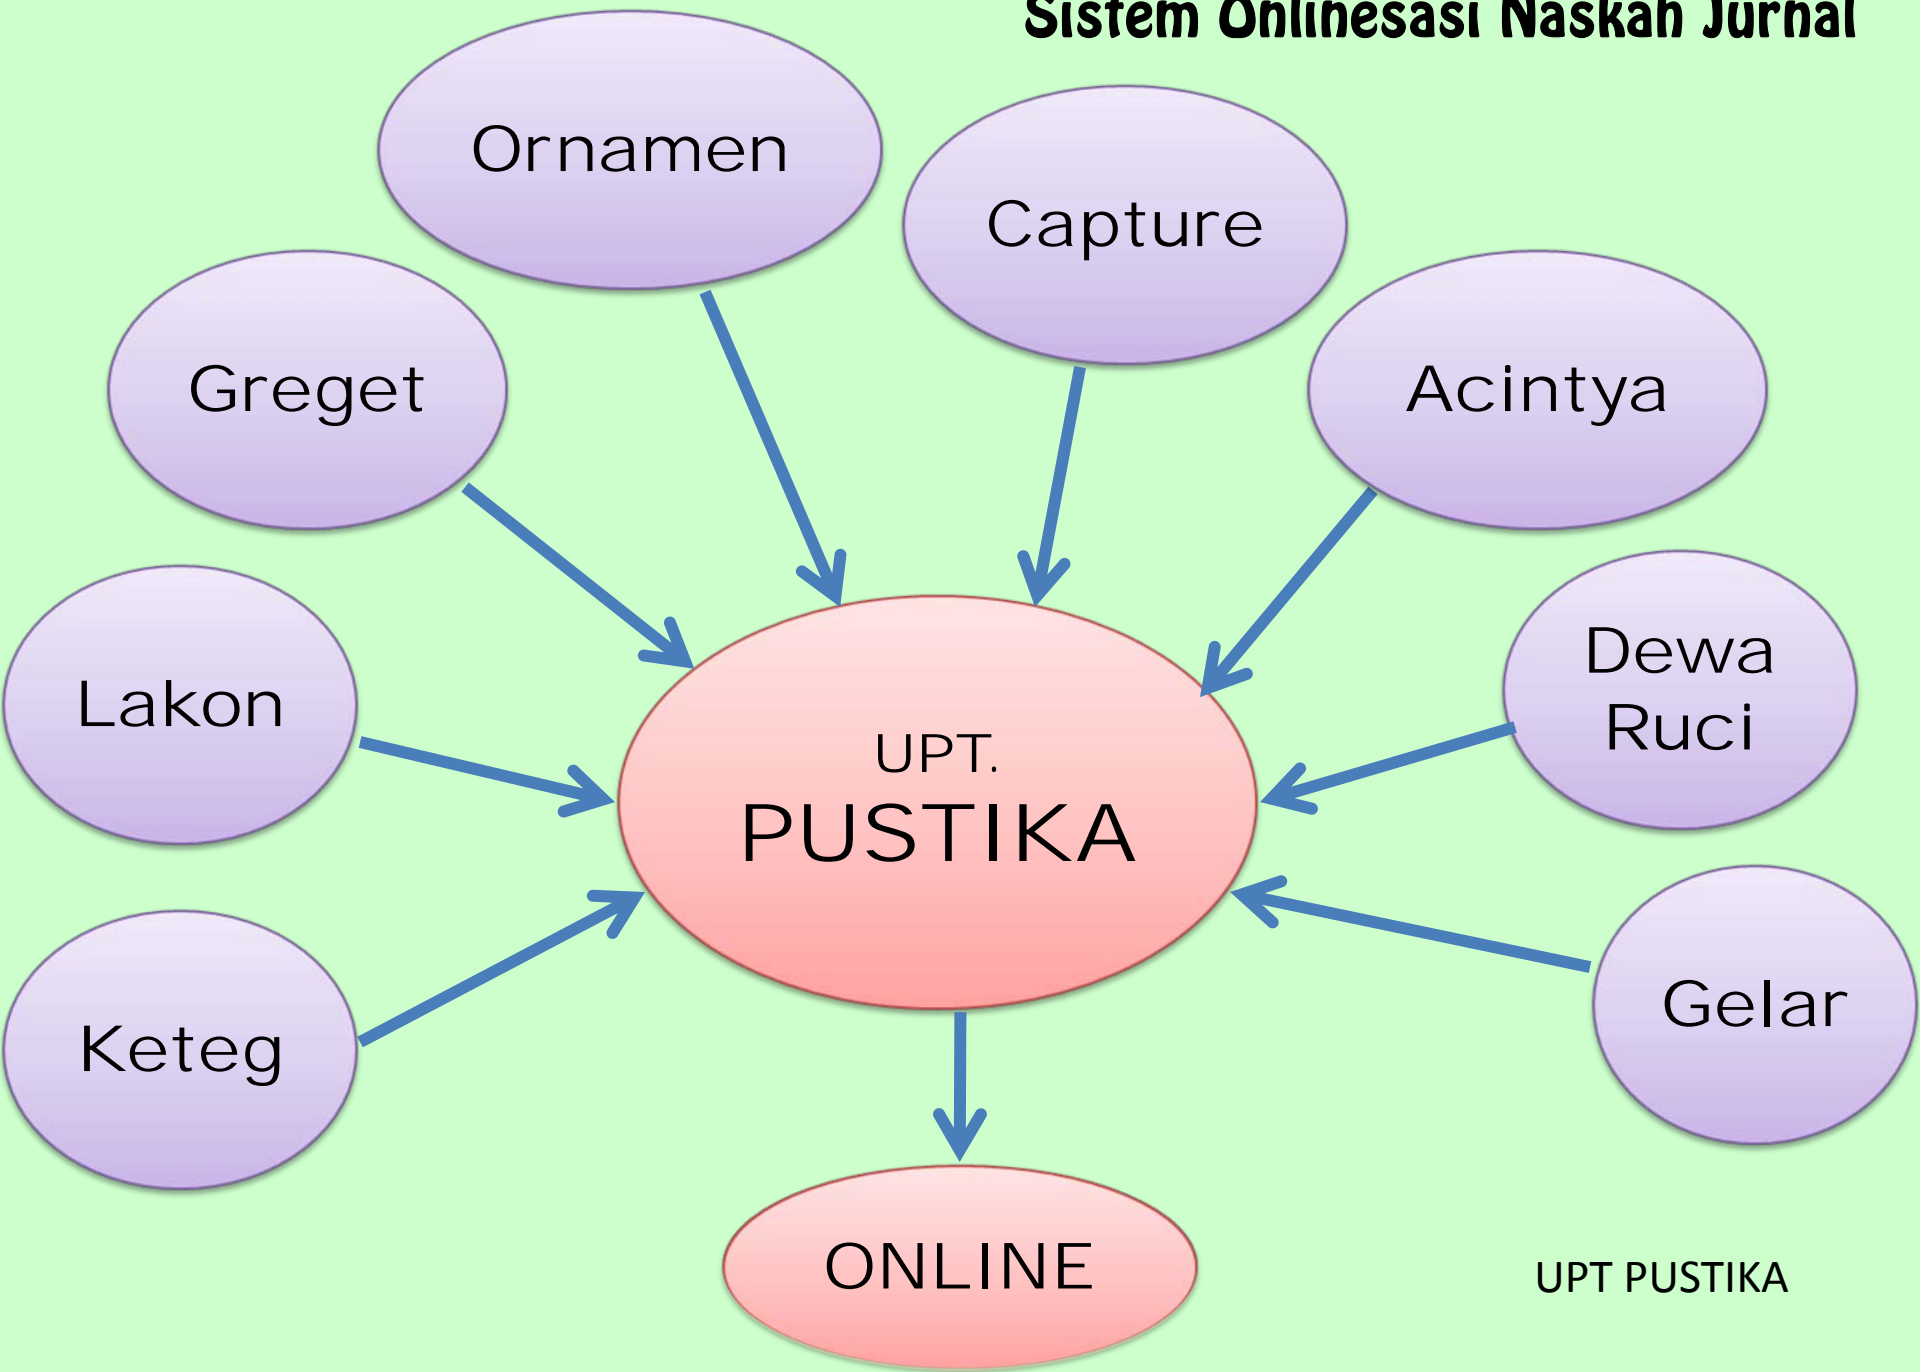 Sistem Onlinesasi Naskah Jurnal
Ornamen
Capture
Greget
Acintya
Lakon
Dewa
Ruci
UPT.
PUSTIKA
Keteg
Gelar
ONLINE
UPT PUSTIKA